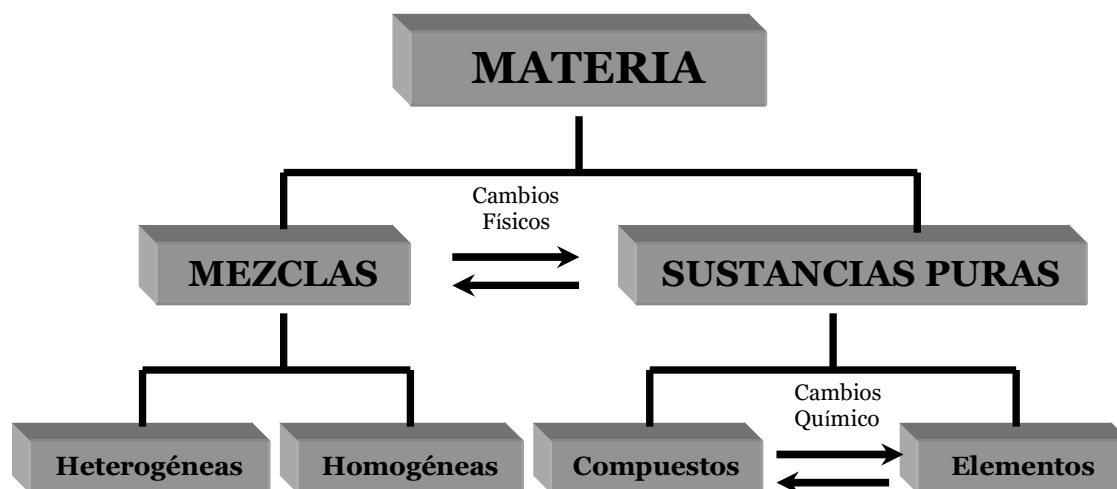 MATERIA
Cambios
Físicos
MEZCLAS
SUSTANCIAS PURAS
Cambios
Químico
Heterogéneas
Homogéneas
Compuestos
Elementos